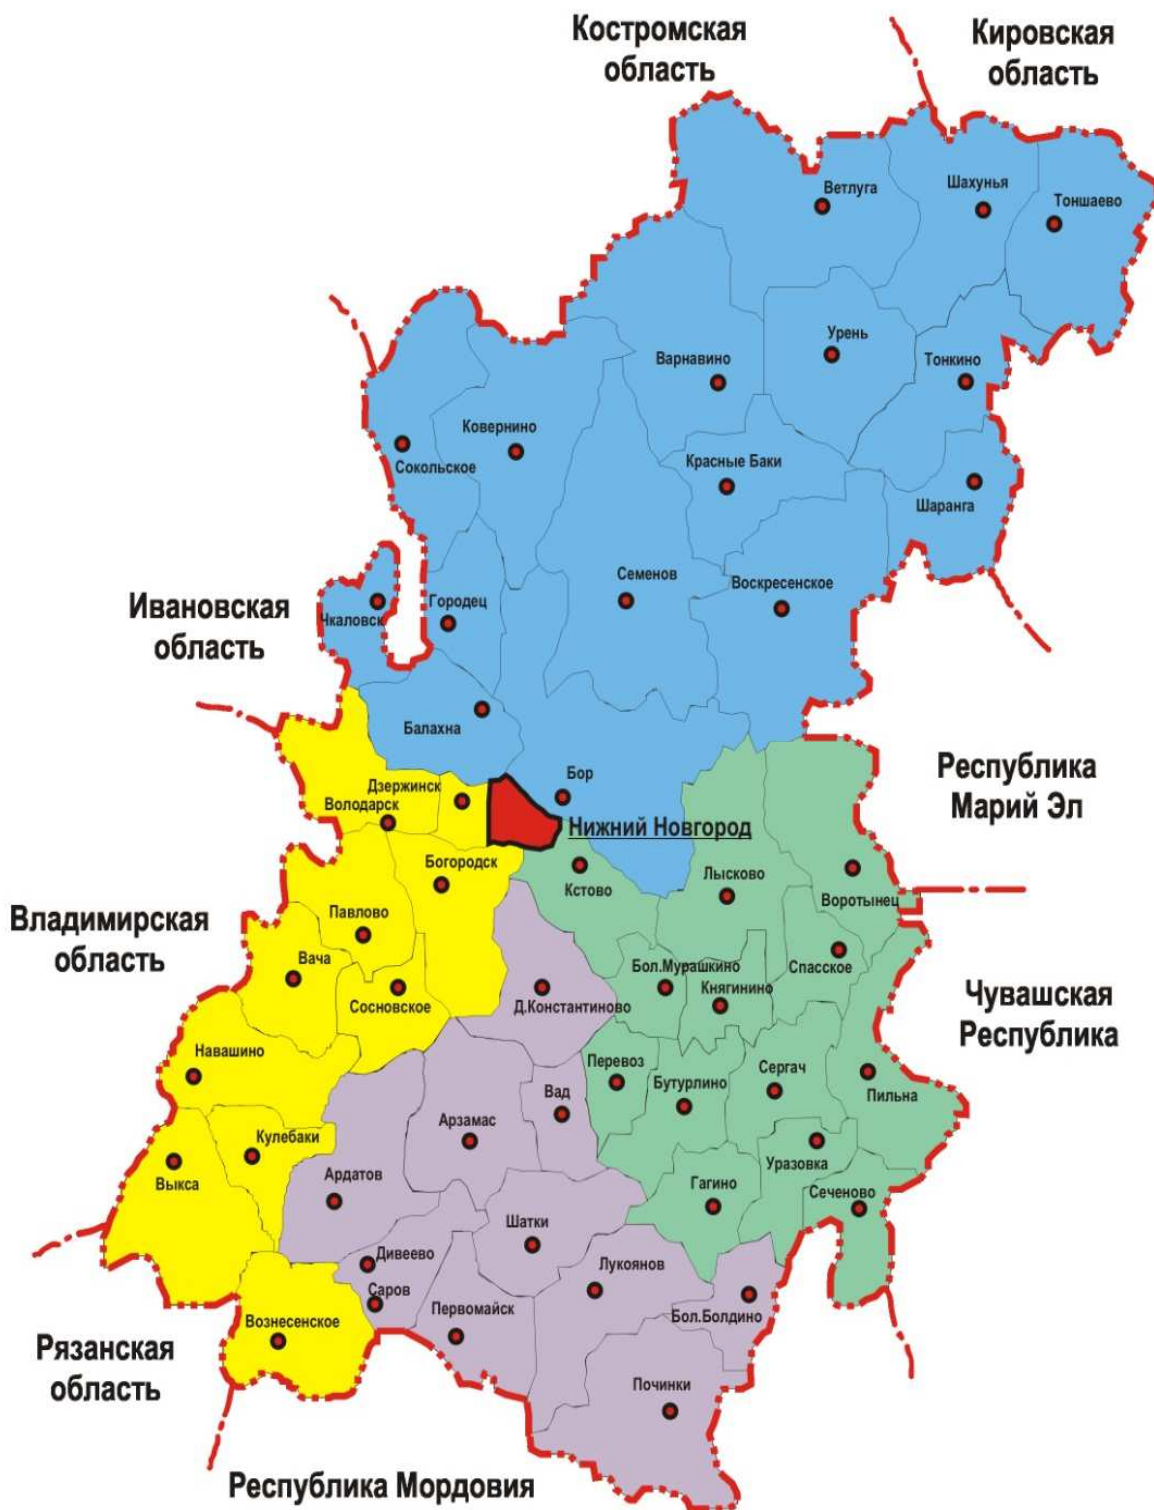 Костромская
область
Кировская
область
Ветлуга
Шахунья
Тоншаево
Урень
Варнавино
Тонкино
Ковернино
Сокольское
Красные Баки
Шаранга
Семенов
Воскресенское
Ивановская
область
Чкаловск
Городец
Балахна
Бор
Дзержинск
Володарск
Нижний Новгород
Республика
Марий Эл
Богородск
Кстово
Лысково
Воротынец
Владимирская
область
Павлово
Вача
Сосновское
Бол.Мурашкино
Княгинино
Спасское
Д.Константиново
Чувашская
Республика
Навашино
Перевоз
Бутурлино
Сергач
Пильна
Вад
Арзамас
Кулебаки
Выкса
Ардатов
Уразовка
Гагино
Сеченово
Шатки
Дивеево
Лукоянов
Саров
Первомайск
Бол.Болдино
Вознесенское
Рязанская
область
Починки
Республика Мордовия